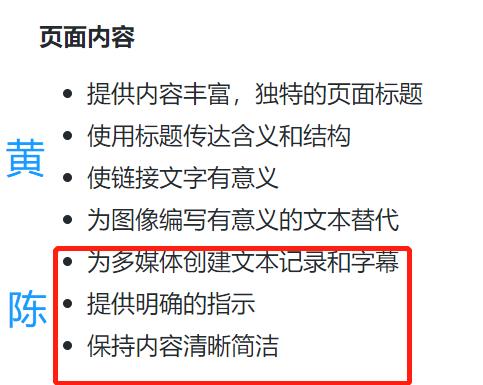 页面内容
提供内容丰富，独特的页面标题
使用标题传达含义和结构
黄
使链接文字有意义
为图像编写有意义的文本替代
为多媒体创建文本记录和字幕
陈
提供明确的指示
保持内容清晰简洁